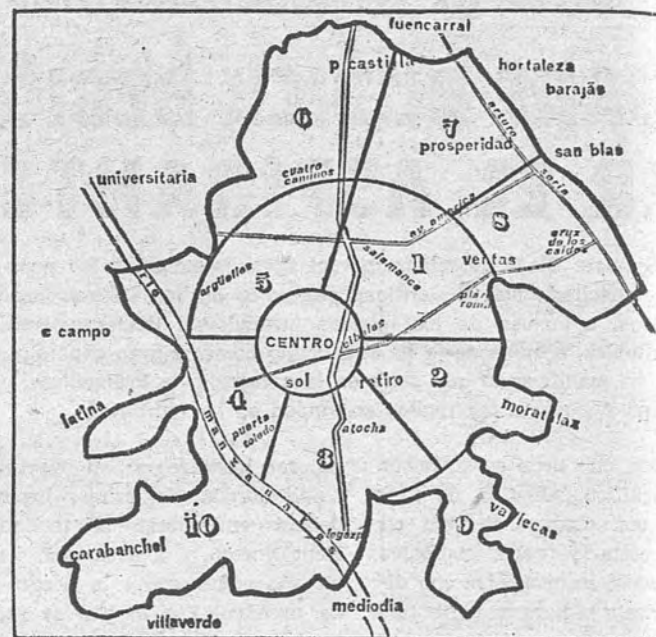 fuencarral
p. castilla
hortaleza
barajas
6
7
prosperidad
arturo
soria
san blas
cuatro
caminos
universitaria
av. america
8
cruz
de los
caidos
1
salamanca
ventas
argüelles
5
rio
plaza
roma
CENTRO
cibeles
c campo
sol
retiro
2
4
latina
puerta
toledo
atocha
moratalaz
manzanares
3
10
9
vallecas
legazpi
carabanchel
mediodia
villaverde